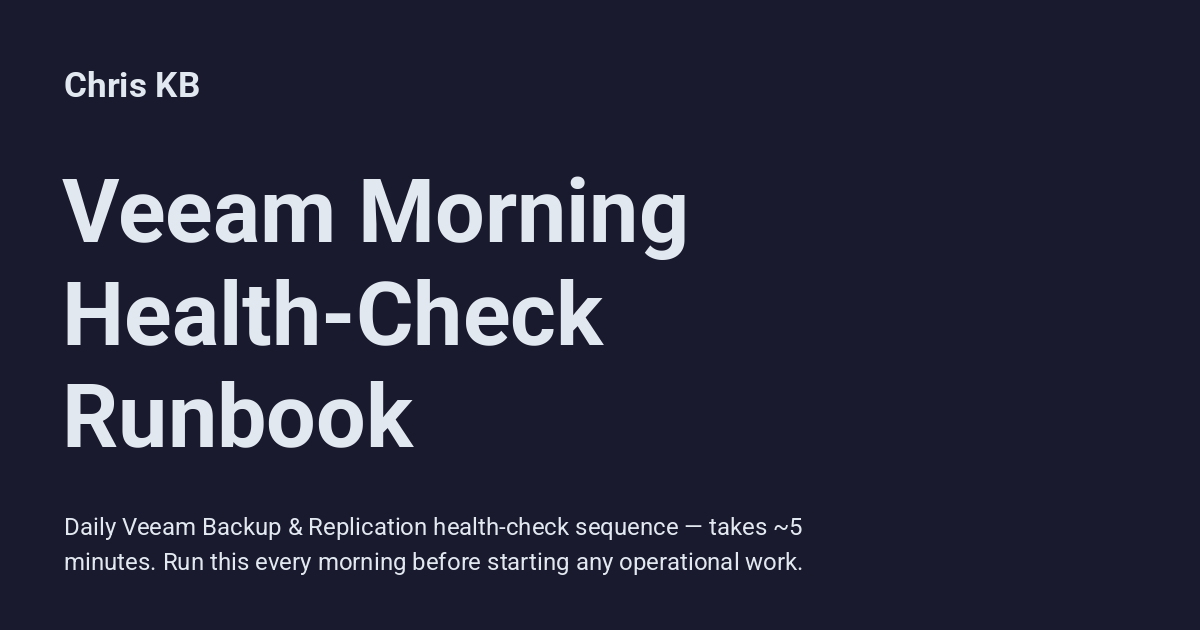 Chris KB
Veeam Morning
Health-Check
Runbook
Daily Veeam Backup & Replication health-check sequence — takes ~5
minutes. Run this every morning before starting any operational work.